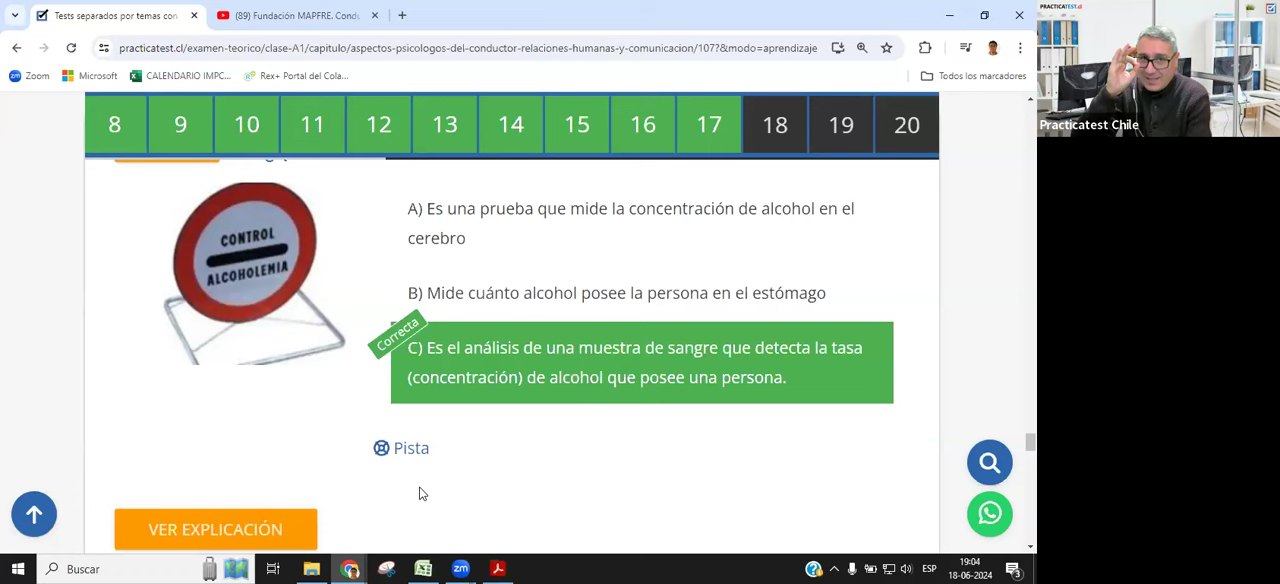 Tests separados por temas con
(89) Fundación MAPFRE, Condu
practicatest.cl/examen-teorico/clase-A1/capitulo/aspectos-psicologos-del-conductor-relaciones-humanas-y-comunicacion/107?&modo=aprendizaje
Zoom
Microsoft
CALENDARIO IMPC...
Rex+ Portal del Cola...
Todos los marcadores
PRACTICATEST.cl
Practicatest Chile
8 9 10 11 12 13 14 15 16 17 18 19 20
CONTROL
ALCOHOLEMIA
A) Es una prueba que mide la concentración de alcohol en el
cerebro
B) Mide cuánto alcohol posee la persona en el estómago
Correcta
C) Es el análisis de una muestra de sangre que detecta la tasa
(concentración) de alcohol que posee una persona.
Pista
VER EXPLICACIÓN
Buscar
ESP
19:04
18-06-2024
3